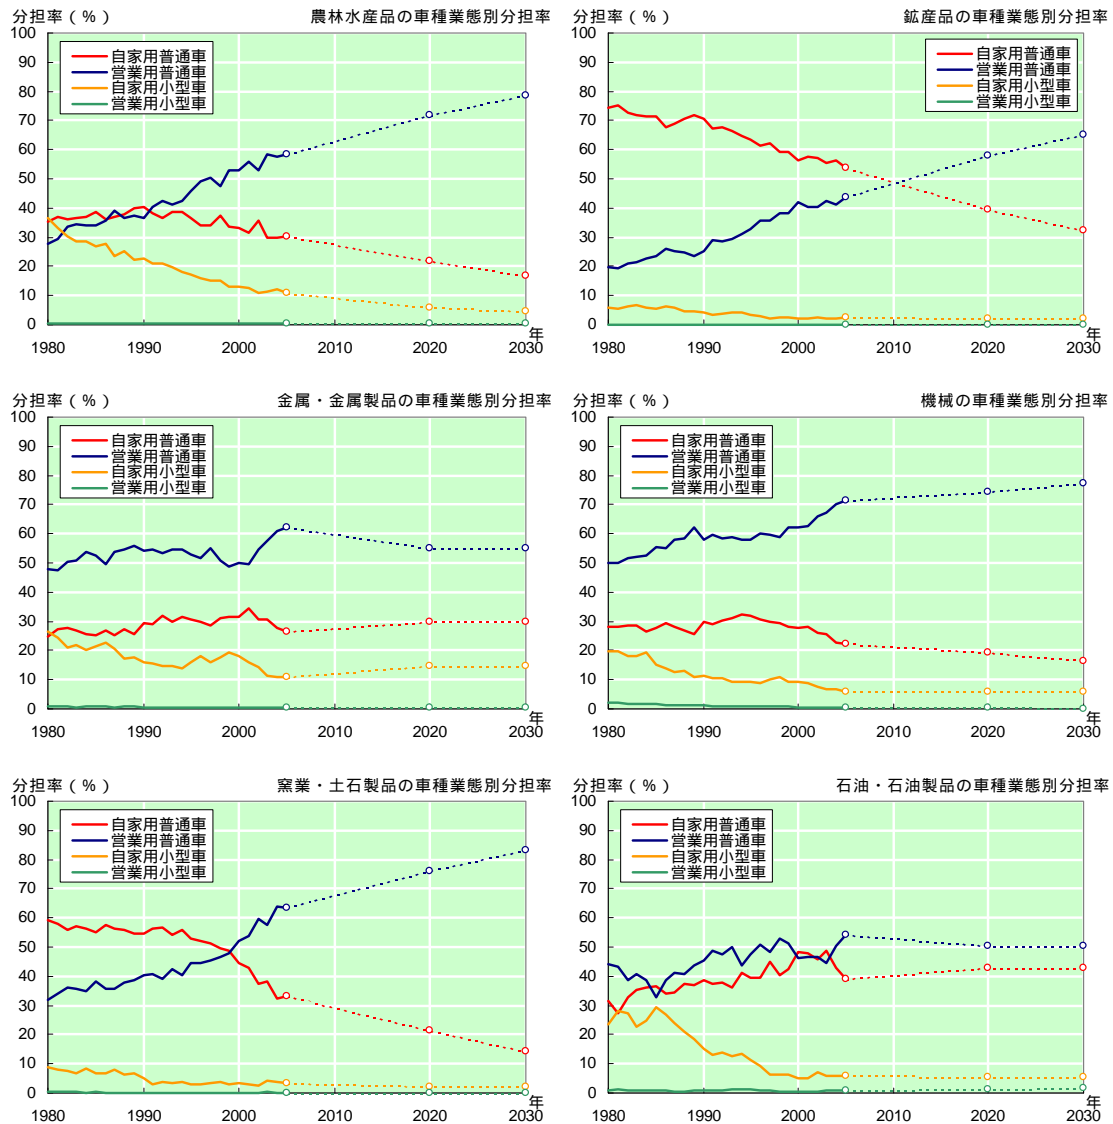 分担率(%) 農林水産品の車種業態別分担率
100
90
80
70
60
50
40
30
20
10
0
自家用普通車
営業用普通車
自家用小型車
営業用小型車
年
1980 1990 2000 2010 2020 2030
分担率(%) 鉱産品の車種業態別分担率
100
90
80
70
60
50
40
30
20
10
0
自家用普通車
営業用普通車
自家用小型車
営業用小型車
年
1980 1990 2000 2010 2020 2030
分担率(%) 金属・金属製品の車種業態別分担率
100
90
80
70
60
50
40
30
20
10
0
自家用普通車
営業用普通車
自家用小型車
営業用小型車
年
1980 1990 2000 2010 2020 2030
分担率(%) 機械の車種業態別分担率
100
90
80
70
60
50
40
30
20
10
0
自家用普通車
営業用普通車
自家用小型車
営業用小型車
年
1980 1990 2000 2010 2020 2030
分担率(%) 窯業・土石製品の車種業態別分担率
100
90
80
70
60
50
40
30
20
10
0
自家用普通車
営業用普通車
自家用小型車
営業用小型車
年
1980 1990 2000 2010 2020 2030
分担率(%) 石油・石油製品の車種業態別分担率
100
90
80
70
60
50
40
30
20
10
0
自家用普通車
営業用普通車
自家用小型車
営業用小型車
年
1980 1990 2000 2010 2020 2030